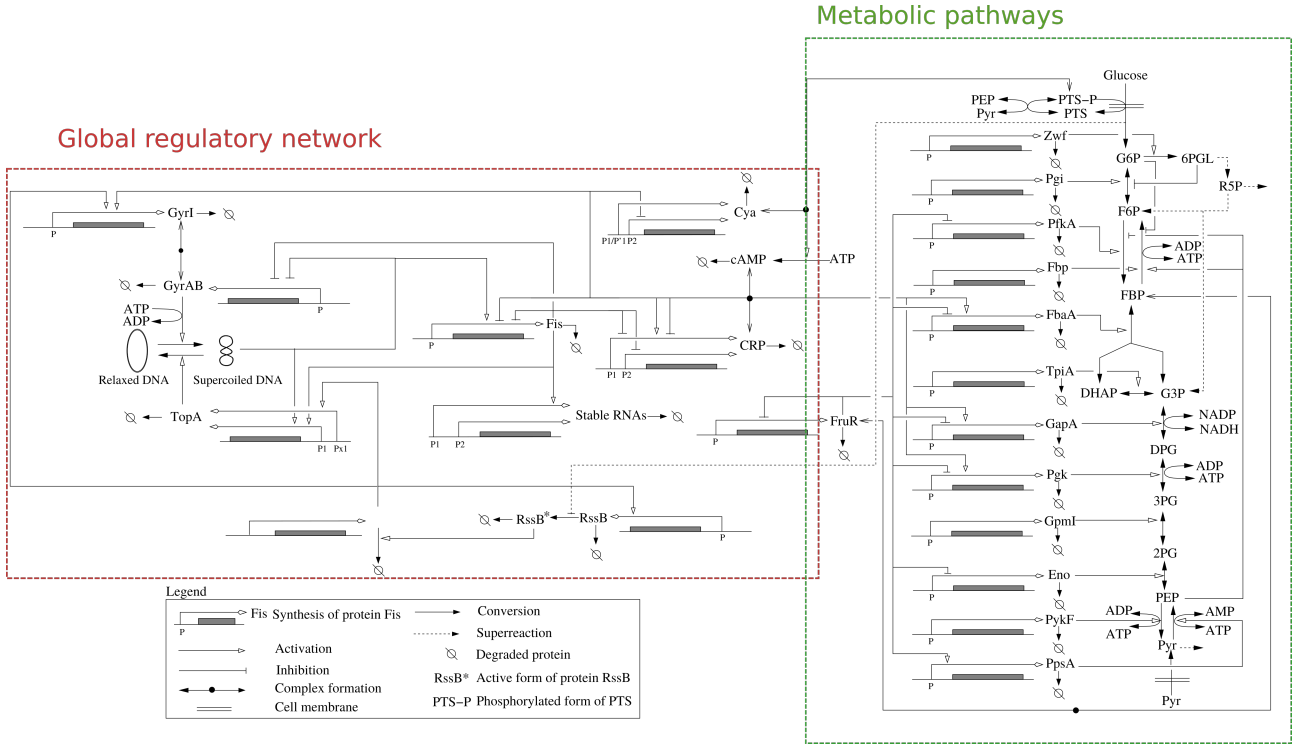 Metabolic pathways
Global regulatory network
Glucose
PEP
PTS−P
Pyr
PTS
Zwf
P
G6P
6PGL
R5P
Pgi
P
F6P
PfkA
P
ADP
ATP
Fbp
P
FBP
FbaA
P
TpiA
P
DHAP
G3P
GapA
P
NADP
NADH
DPG
Pgk
P
ADP
ATP
3PG
GpmI
P
2PG
Eno
P
PEP
ADP
ATP
AMP
ATP
PykF
P
Pyr
PpsA
P
Pyr
GyrI
P
GyrAB
P
ATP
ADP
Relaxed DNA
Supercoiled DNA
TopA
P1 Px1
Cya
P1/P'1 P2
cAMP
ATP
Fis
P
CRP
P1 P2
Stable RNAs
P1 P2
FruR
P
RssB*
RssB
P
Legend
Fis Synthesis of protein Fis
P
Activation
Inhibition
Complex formation
Cell membrane
Conversion
Superreaction
Degraded protein
RssB* Active form of protein RssB
PTS−P Phosphorylated form of PTS